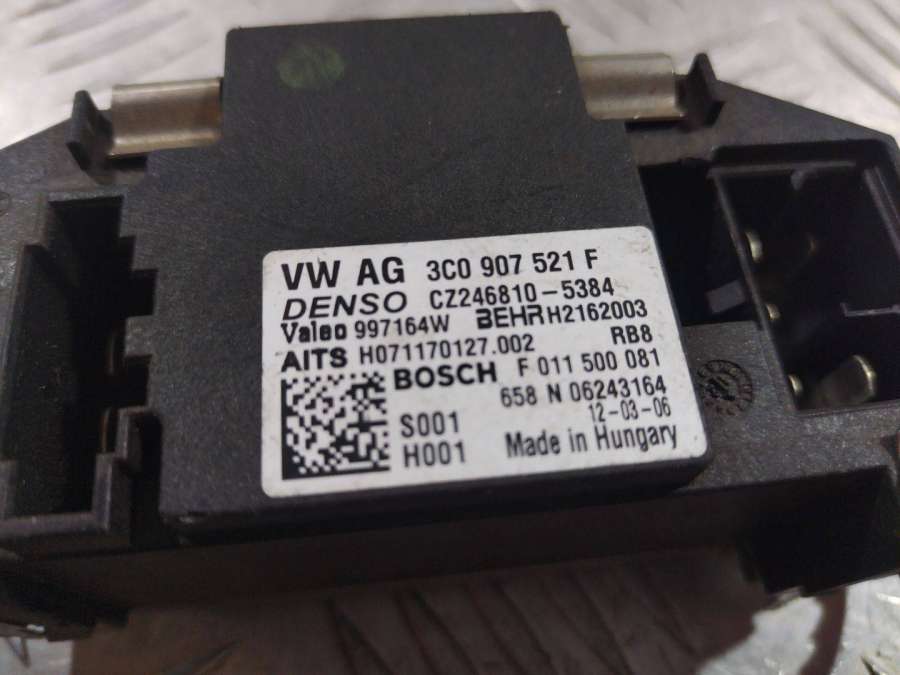 VW AG 3C0 907 521 F
DENSO CZ246810-5384
Valeo 997164W BEHR H2162003
AITS H071170127.002 RB8
BOSCH F 011 500 081
658 N 06243164
S001 12-03-06
H001 Made in Hungary